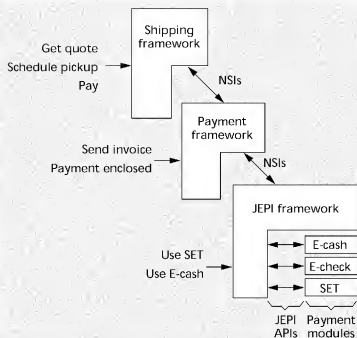 Shipping
framework
Get quote
Schedule pickup
Pay
NSIs
Payment
framework
Send invoice
Payment enclosed
NSIs
JEPI framework
Use SET
Use E-cash
E-cash
E-check
SET
JEPI
APIs
Payment
modules